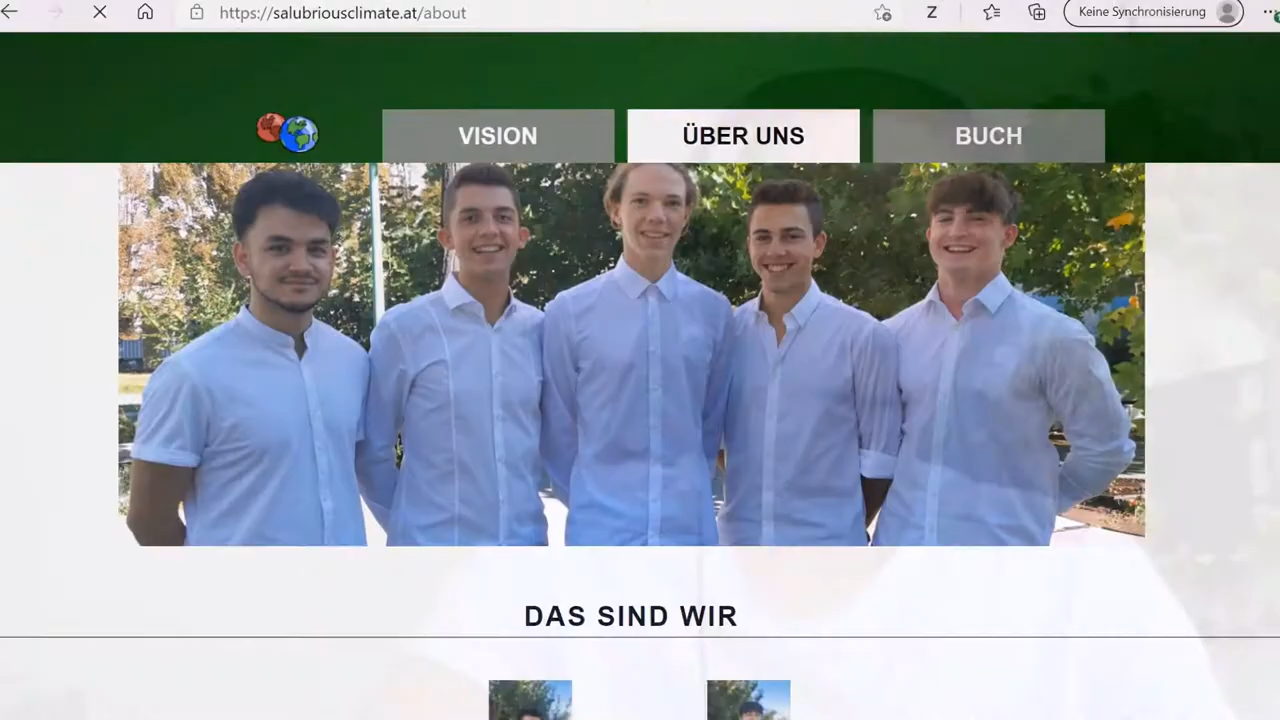 https://salubriousclimate.at/about
Z
Keine Synchronisierung
VISION
ÜBER UNS
BUCH
DAS SIND WIR